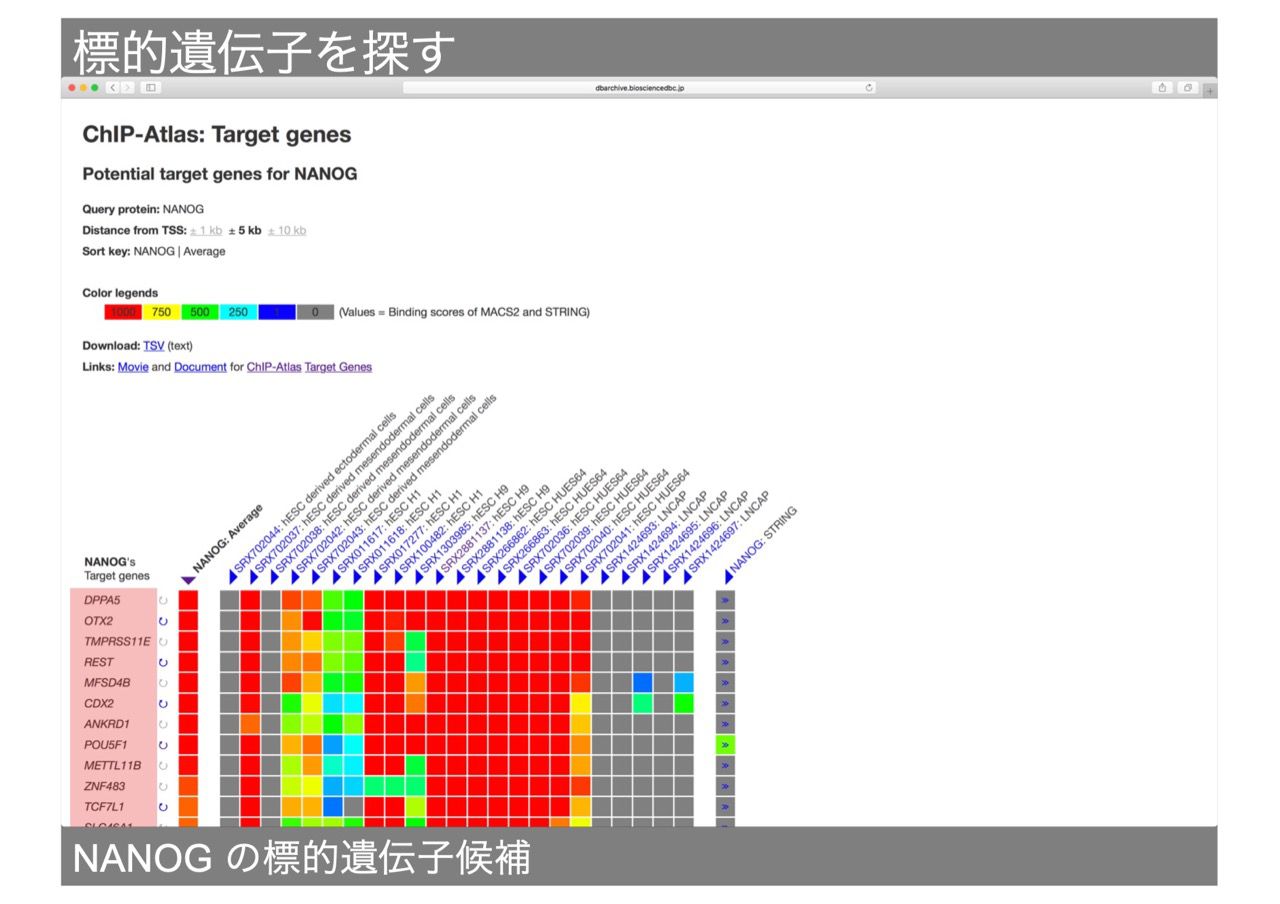 標的遺伝子を探す
dbarchive.biosciencedbc.jp
ChIP-Atlas: Target genes
Potential target genes for NANOG
Query protein: NANOG
Distance from TSS: ± 1 kb ± 5 kb ± 10 kb
Sort key: NANOG | Average
Color legends
1000 750 500 250 1 0 (Values = Binding scores of MACS2 and STRING)
Download: TSV (text)
Links: Movie and Document for ChIP-Atlas Target Genes
NANOG: Average
SRX702044: hESC derived ectodermal cells
SRX702037: hESC derived mesendodermal cells
SRX702038: hESC derived mesendodermal cells
SRX702042: hESC derived mesendodermal cells
SRX702043: hESC derived mesendodermal cells
SRX011617: hESC H1
SRX011618: hESC H1
SRX017277: hESC H1
SRX100482: hESC H1
SRX1303985: hESC H9
SRX2881137: hESC H9
SRX2881138: hESC H9
SRX266862: hESC HUES64
SRX266863: hESC HUES64
SRX702036: hESC HUES64
SRX702039: hESC HUES64
SRX702040: hESC HUES64
SRX702041: hESC HUES64
SRX1424693: LNCAP
SRX1424694: LNCAP
SRX1424695: LNCAP
SRX1424696: LNCAP
SRX1424697: LNCAP
NANOG: STRING
NANOG's
Target genes
DPPA5
OTX2
TMPRSS11E
REST
MFSD4B
CDX2
ANKRD1
POU5F1
METTL11B
ZNF483
TCF7L1
NANOG の標的遺伝子候補